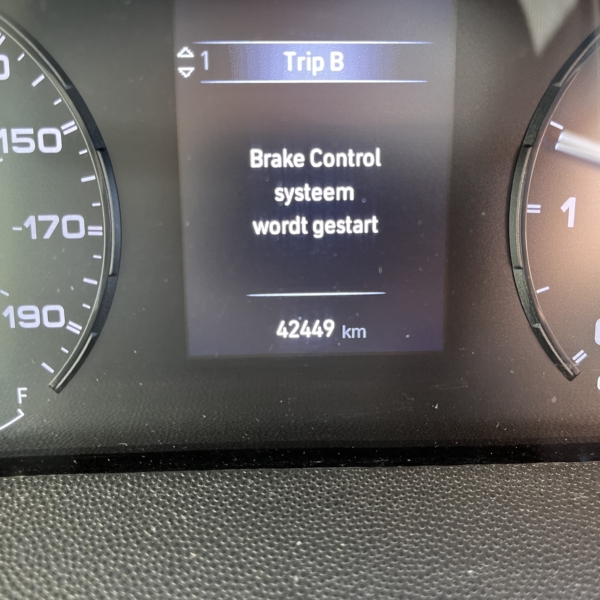 1 Trip B
Brake Control
systeem
wordt gestart
42449 km
150
170
190
F
1